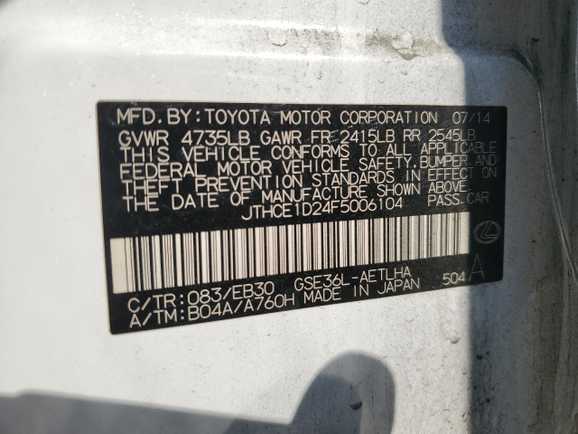 MFD.BY:TOYOTA MOTOR CORPORATION 07/14
GVWR 4735LB GAWR FR 2415LB RR 2545LB
THIS VEHICLE CONFORMS TO ALL APPLICABLE
FEDERAL MOTOR VEHICLE SAFETY,BUMPER,AND
THEFT PREVENTION STANDARDS IN EFFECT ON
THE DATE OF MANUFACTURE SHOWN ABOVE.
JTHCE1D24F5006104 PASS.CAR
C/TR:083/EB30 GSE36L-AETLHA 504 A
A/TM:B04A/A760H MADE IN JAPAN